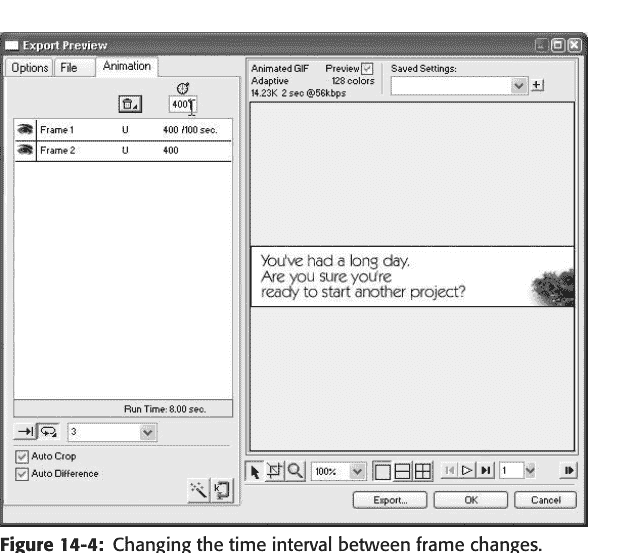 Export Preview
Options File Animation
400
Frame 1 U 400 /100 sec.
Frame 2 U 400
Run Time: 8.00 sec.
3
Auto Crop
Auto Difference
Animated GIF Preview Saved Settings:
Adaptive 128 colors
14.23K 2 sec @56kbps
You've had a long day.
Are you sure you're
ready to start another project?
100% 1
Export... OK Cancel
Figure 14-4: Changing the time interval between frame changes.